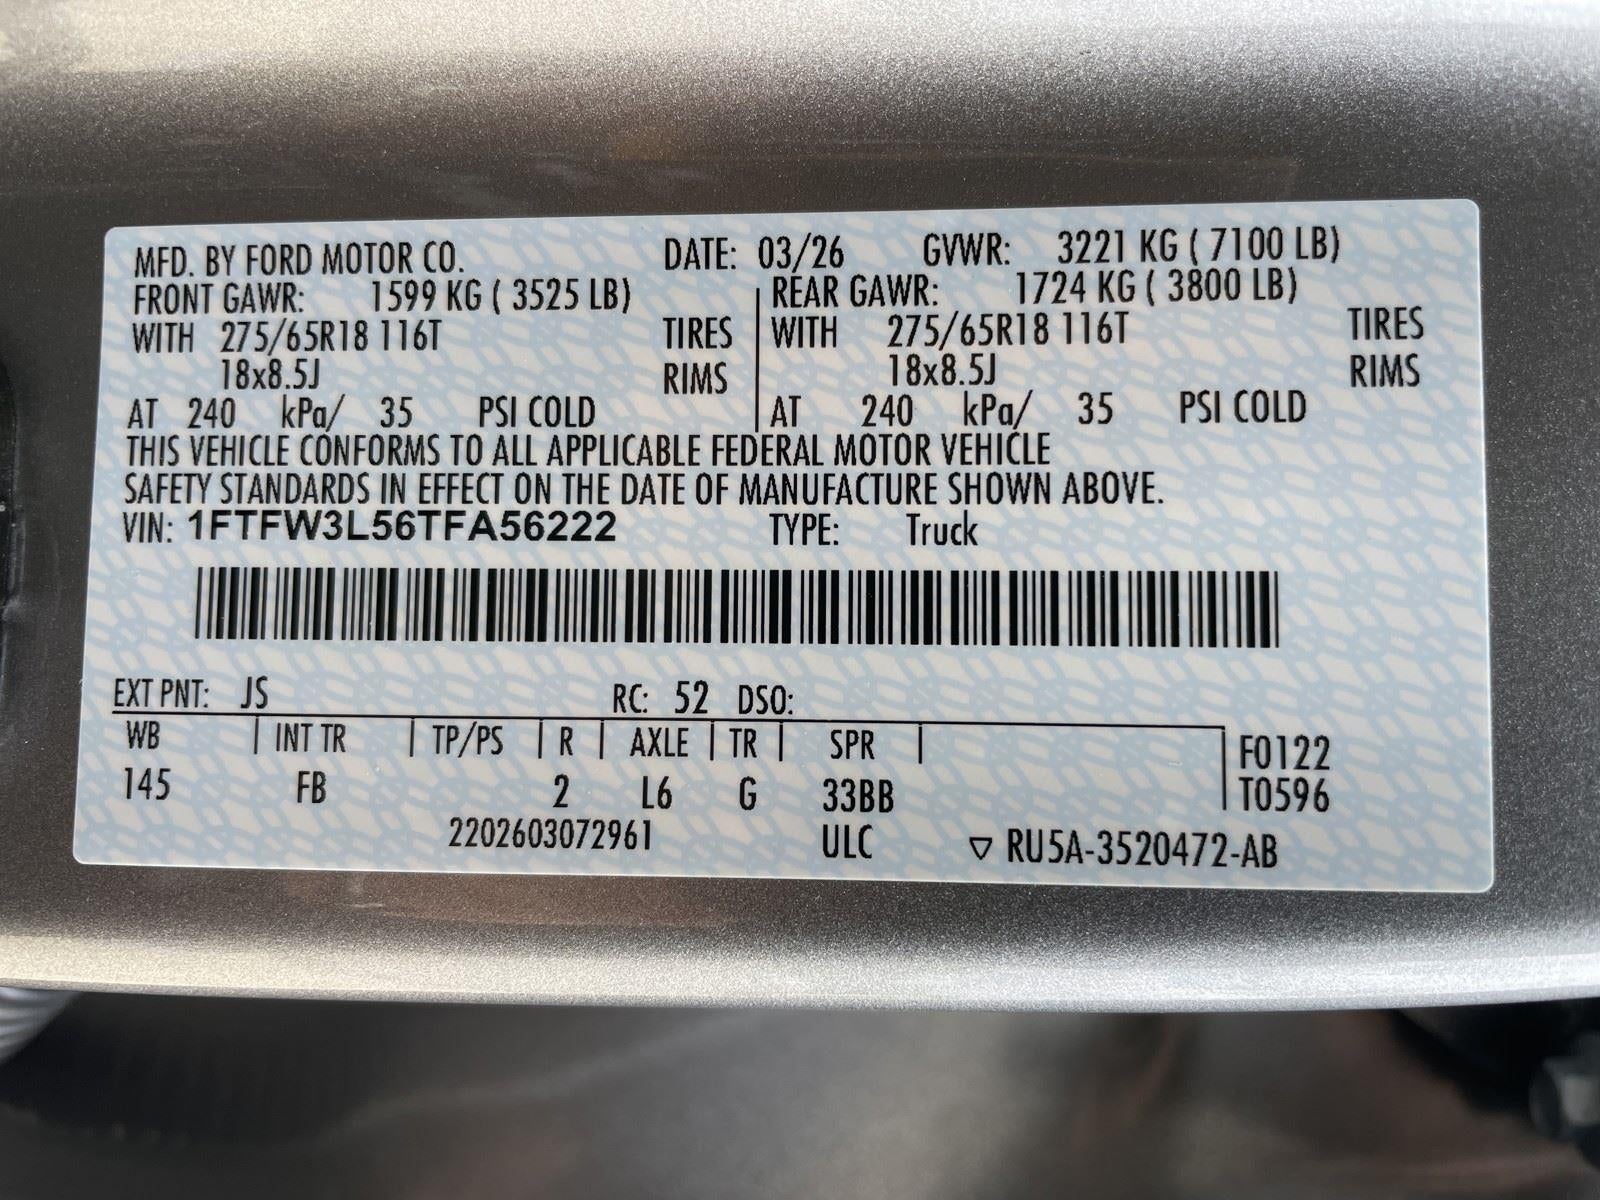 MFD. BY FORD MOTOR CO. DATE: 03/26 GVWR: 3221 KG ( 7100 LB)
FRONT GAWR: 1599 KG ( 3525 LB) REAR GAWR: 1724 KG ( 3800 LB)
WITH 275/65R18 116T TIRES WITH 275/65R18 116T TIRES
18x8.5J RIMS 18x8.5J RIMS
AT 240 kPa/ 35 PSI COLD AT 240 kPa/ 35 PSI COLD
THIS VEHICLE CONFORMS TO ALL APPLICABLE FEDERAL MOTOR VEHICLE
SAFETY STANDARDS IN EFFECT ON THE DATE OF MANUFACTURE SHOWN ABOVE.
VIN: 1FTFW3L56TFA56222 TYPE: Truck
EXT PNT: JS RC: 52 DSO:
WB INT TR TP/PS R AXLE TR SPR F0122
145 FB 2 L6 G 33BB T0596
2202603072961 ULC ▽ RU5A-3520472-AB